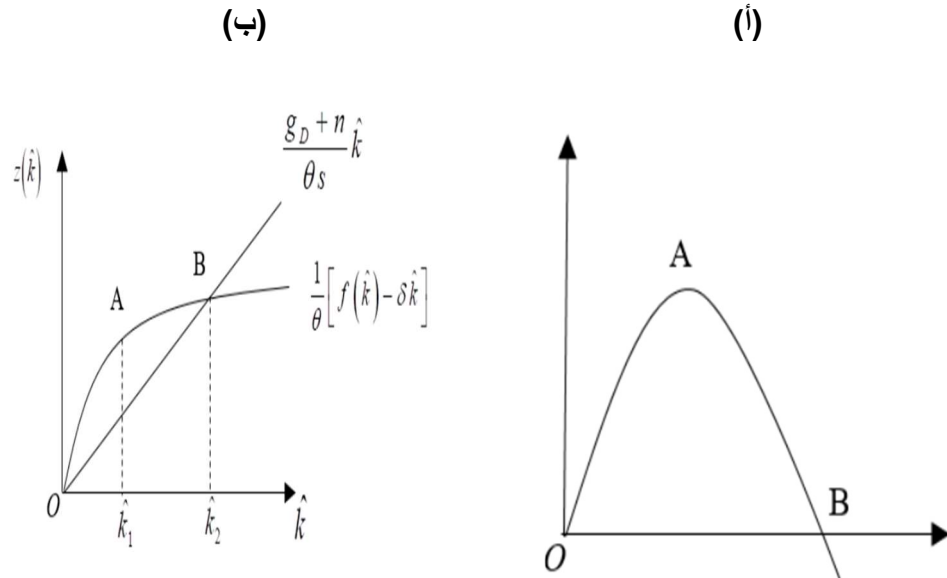 (أ)
(ب)
A
B
O
z(k̂)
(g_D + n)/(θs) k̂
B
A
1/θ [f(k̂) − δk̂]
O
k̂₁
k̂₂
k̂